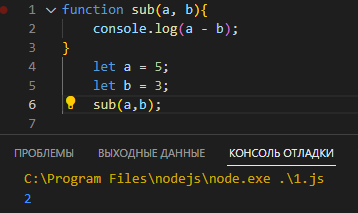 1 function sub(a, b){
2 console.log(a - b);
3 }
4 let a = 5;
5 let b = 3;
6 sub(a,b);
7
ПРОБЛЕМЫ ВЫХОДНЫЕ ДАННЫЕ КОНСОЛЬ ОТЛАДКИ
C:\Program Files\nodejs\node.exe .\1.js
2